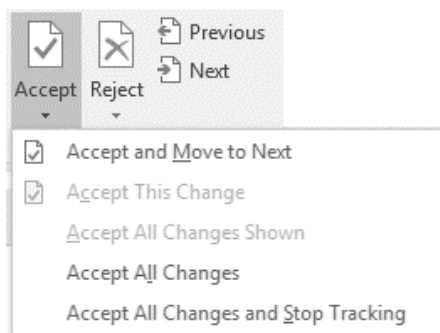 Previous
Next
Accept Reject
Accept and Move to Next
Accept This Change
Accept All Changes Shown
Accept All Changes
Accept All Changes and Stop Tracking